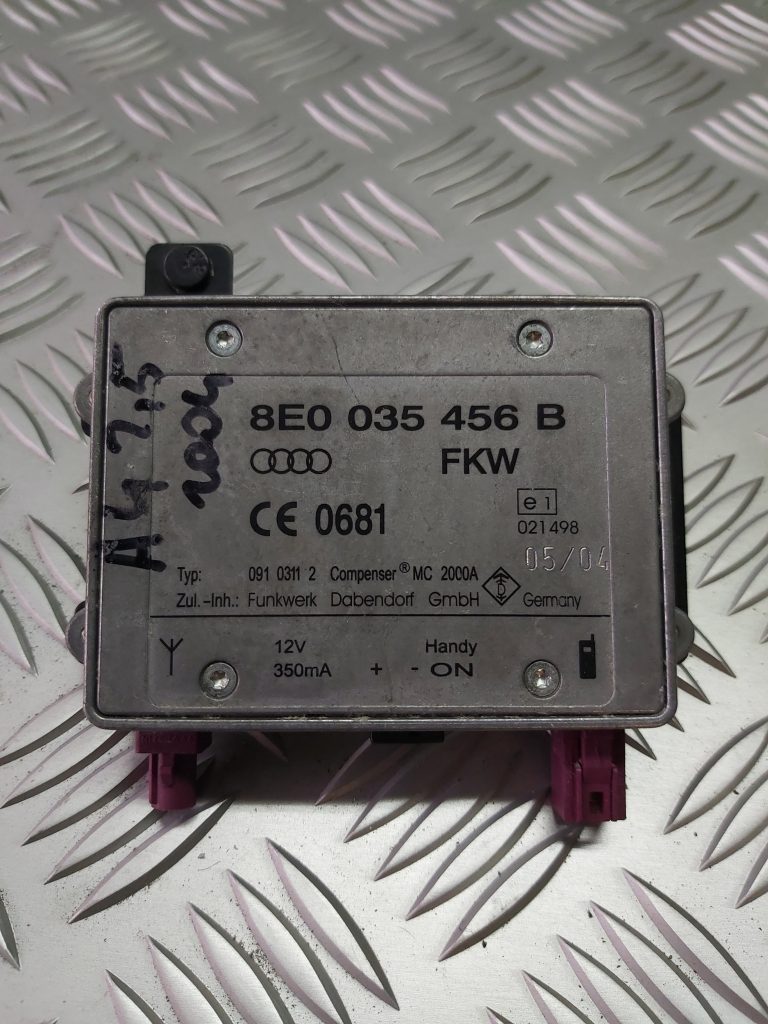 A4 2.5
2004
8E0 035 456 B
FKW
CE 0681
e1
021498
05/04
Typ: 091 0311 2 Compenser® MC 2000A
D
Zul.-Inh.: Funkwerk Dabendorf GmbH Germany
12V Handy
350mA + - ON